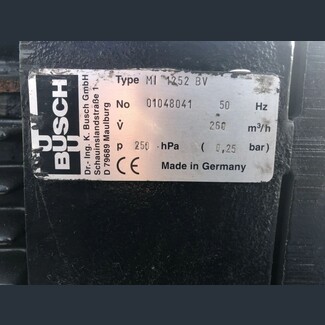 BUSCH
Dr.- Ing. K. Busch GmbH
Schauinslandstraße 1
D 79689 Maulburg
Type MI 1252 BV
No 01048041 50 Hz
V̇ 260 m³/h
p 250 hPa ( 0,25 bar)
CE Made in Germany